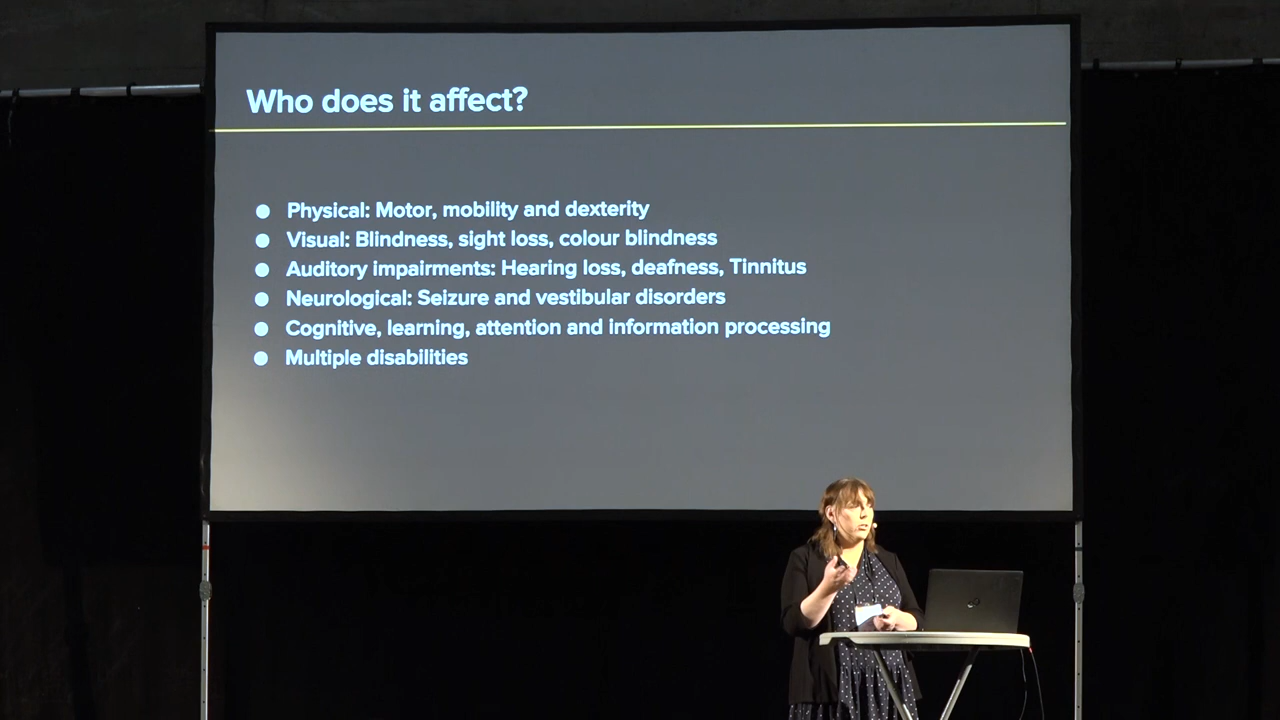 Who does it affect?
● Physical: Motor, mobility and dexterity
● Visual: Blindness, sight loss, colour blindness
● Auditory impairments: Hearing loss, deafness, Tinnitus
● Neurological: Seizure and vestibular disorders
● Cognitive, learning, attention and information processing
● Multiple disabilities